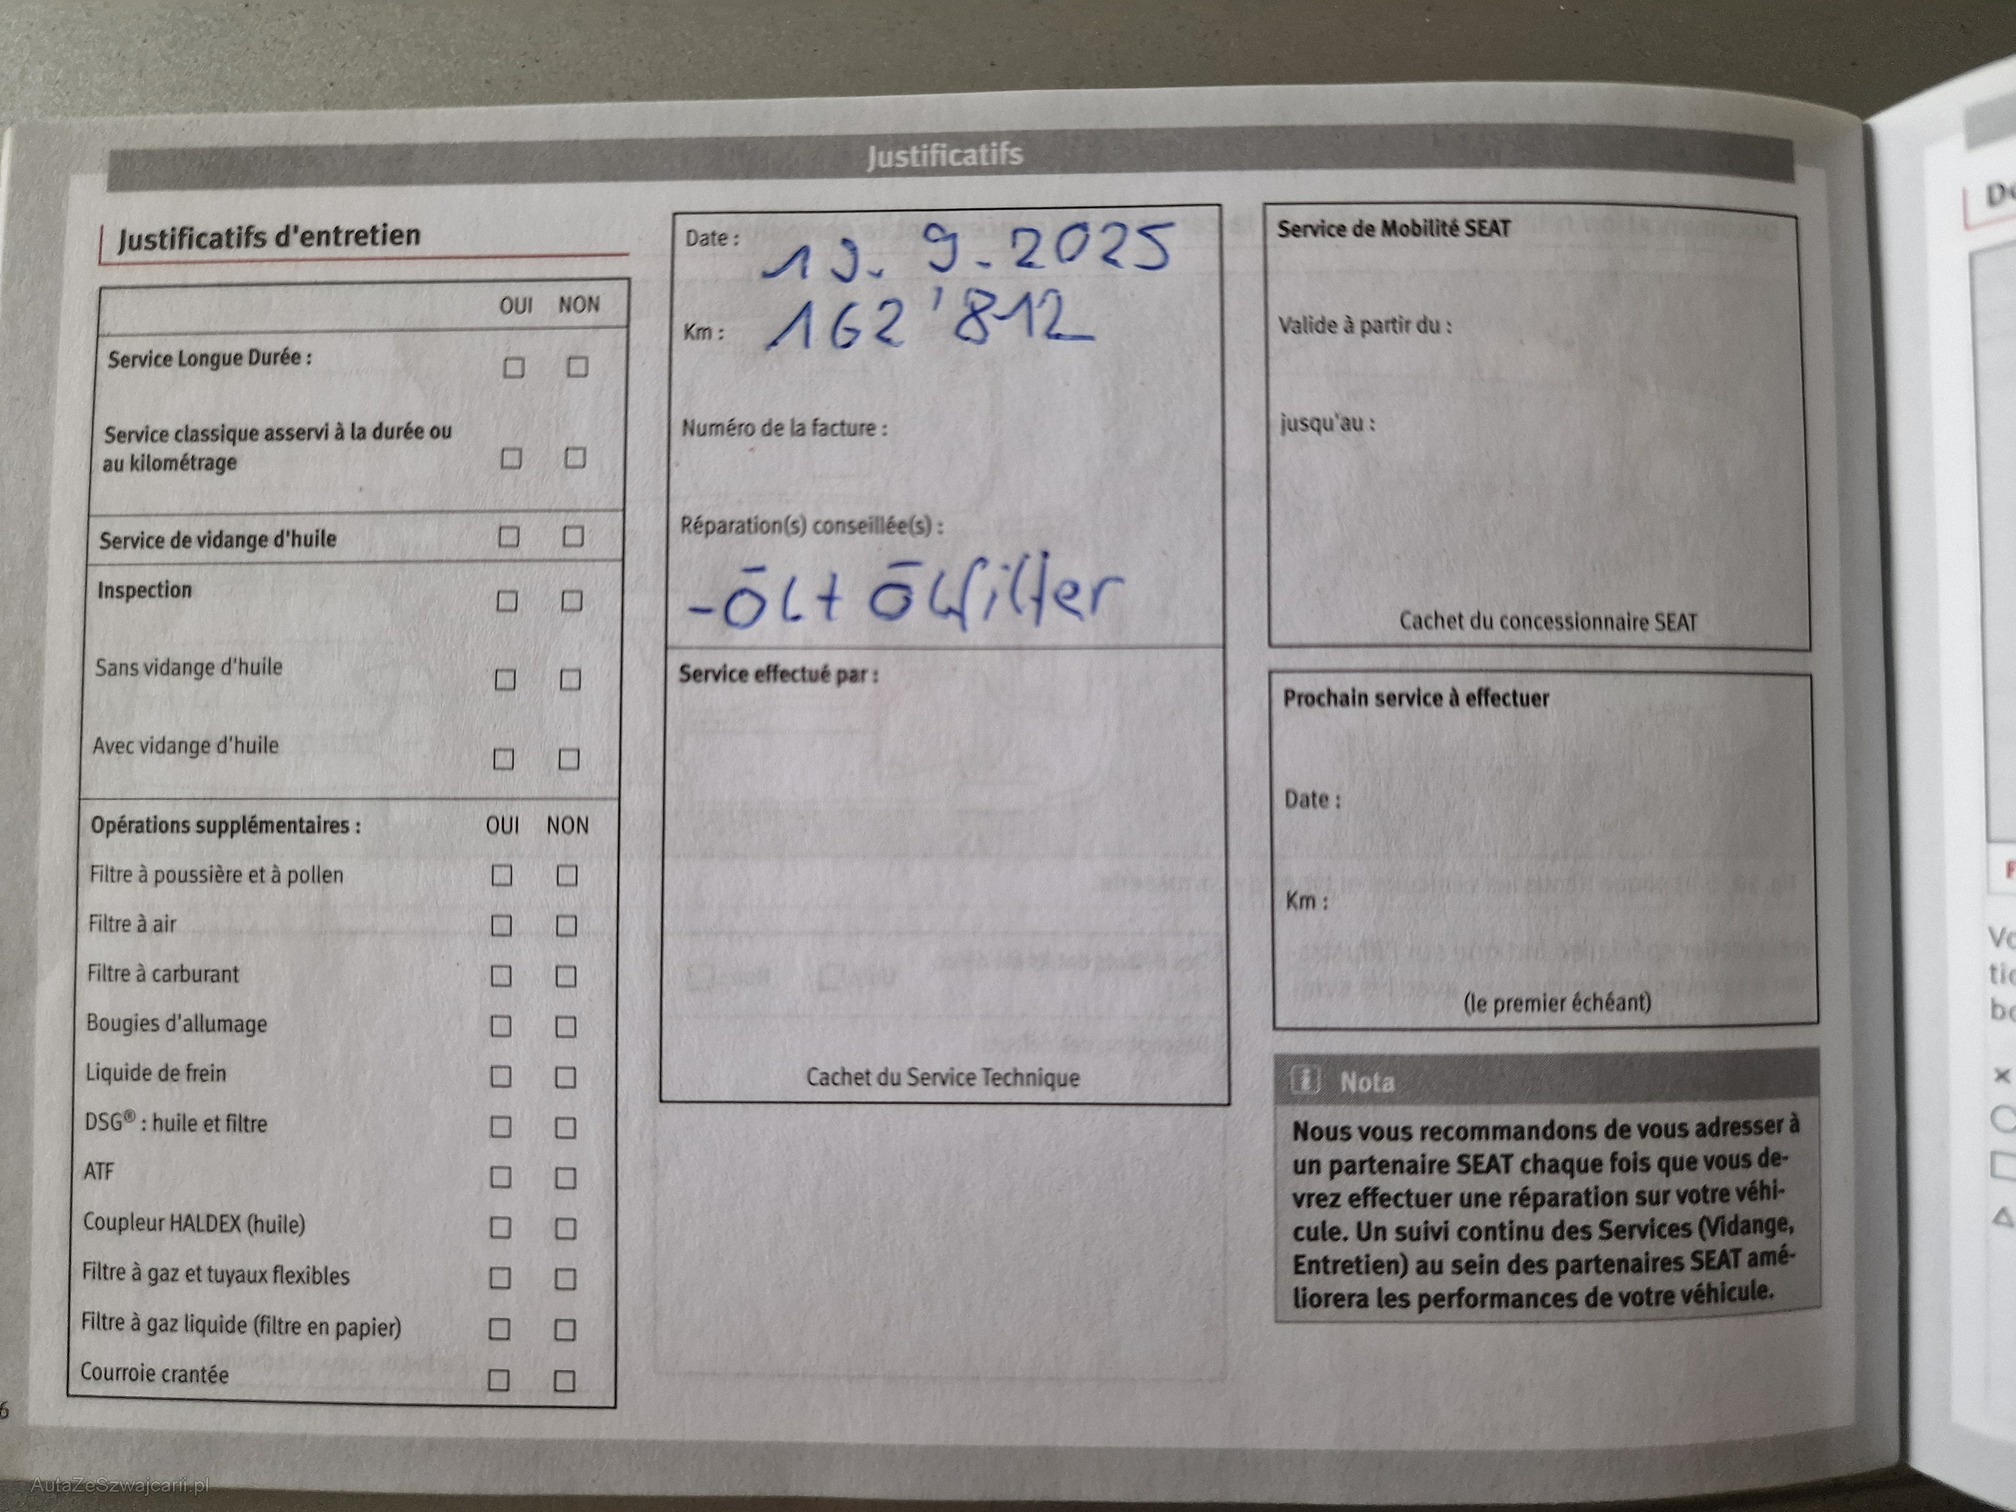 Justificatifs
Justificatifs d'entretien
OUI NON
Service Longue Durée :
Service classique asservi à la durée ou
au kilométrage
Service de vidange d'huile
Inspection
Sans vidange d'huile
Avec vidange d'huile
Opérations supplémentaires : OUI NON
Filtre à poussière et à pollen
Filtre à air
Filtre à carburant
Bougies d'allumage
Liquide de frein
DSG® : huile et filtre
ATF
Coupleur HALDEX (huile)
Filtre à gaz et tuyaux flexibles
Filtre à gaz liquide (filtre en papier)
Courroie crantée
Date : 19. 9. 2025
Km : 162'812
Numéro de la facture :
Réparation(s) conseillée(s) :
- Öl + Ölfilter
Service effectué par :
Cachet du Service Technique
Service de Mobilité SEAT
Valide à partir du :
jusqu'au :
Cachet du concessionnaire SEAT
Prochain service à effectuer
Date :
Km :
(le premier échéant)
Nota
Nous vous recommandons de vous adresser à
un partenaire SEAT chaque fois que vous de-
vrez effectuer une réparation sur votre véhi-
cule. Un suivi continu des Services (Vidange,
Entretien) au sein des partenaires SEAT amé-
liorera les performances de votre véhicule.
6
AutaZeSzwajcarii.pl